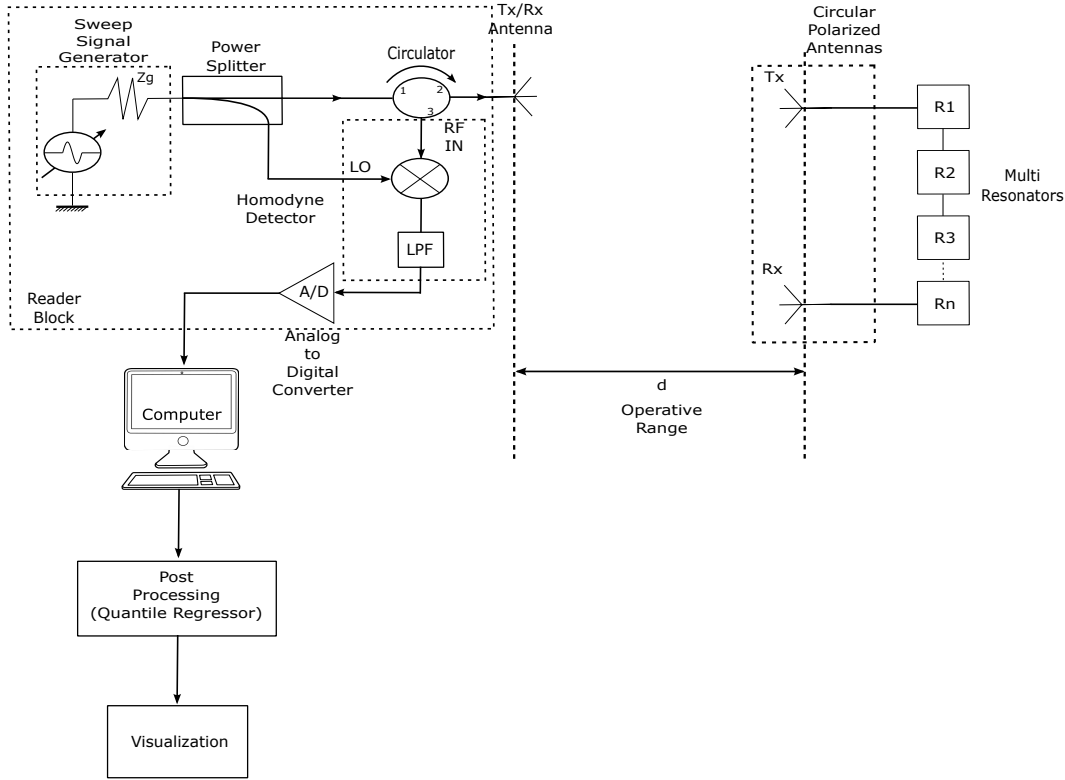 Sweep
Signal
Generator
Zg
Power
Splitter
Circulator
1
2
3
Tx/Rx
Antenna
RF
IN
LO
Homodyne
Detector
LPF
A/D
Reader
Block
Analog
to
Digital
Converter
Computer
Post
Processing
(Quantile Regressor)
Visualization
d
Operative
Range
Circular
Polarized
Antennas
Tx
Rx
R1
R2
R3
Rn
Multi
Resonators